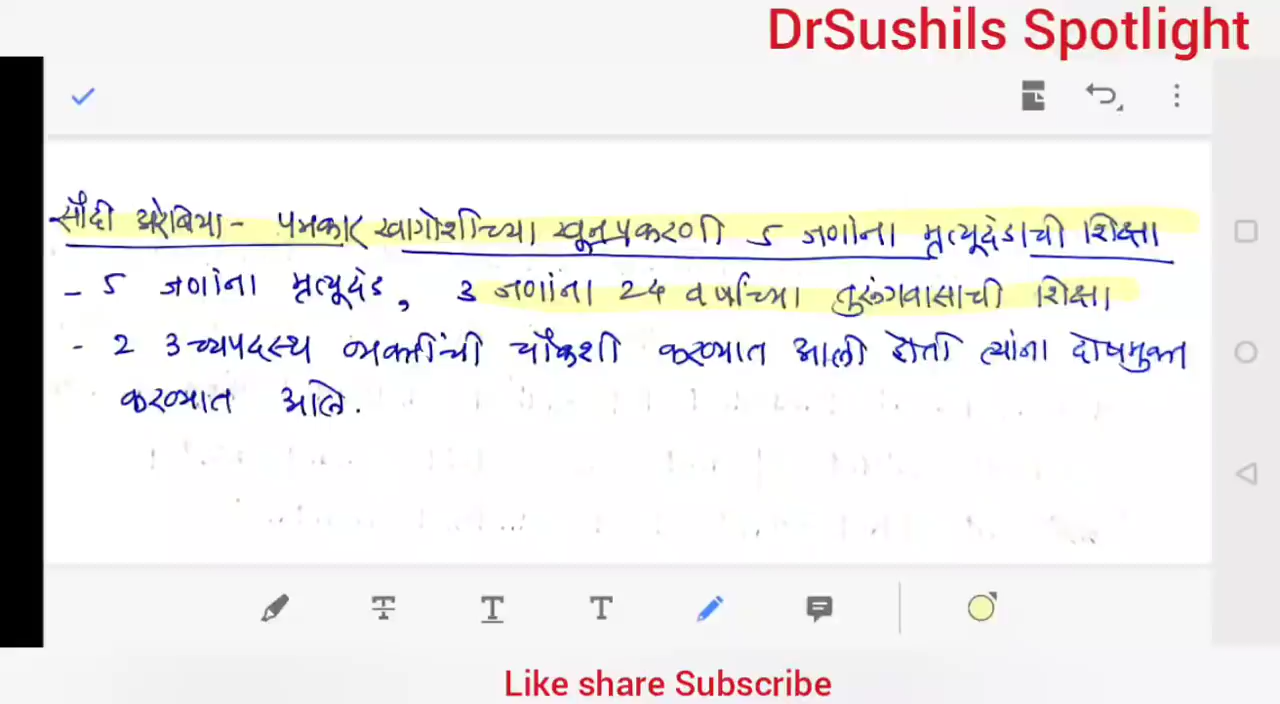 DrSushils Spotlight
सौदी अरेबिया - पत्रकार खागोशीच्या खूनप्रकरणी 5 जणांना मृत्यूदंडाची शिक्षा
- 5 जणांना मृत्यूदंड, 3 जणांना 24 वर्षाच्या तुरुंगवासाची शिक्षा
- 2 उच्चपदस्थ व्यक्तींची चौकशी करण्यात आली होती त्यांना दोषमुक्त
करण्यात आले.
T T T
Like share Subscribe